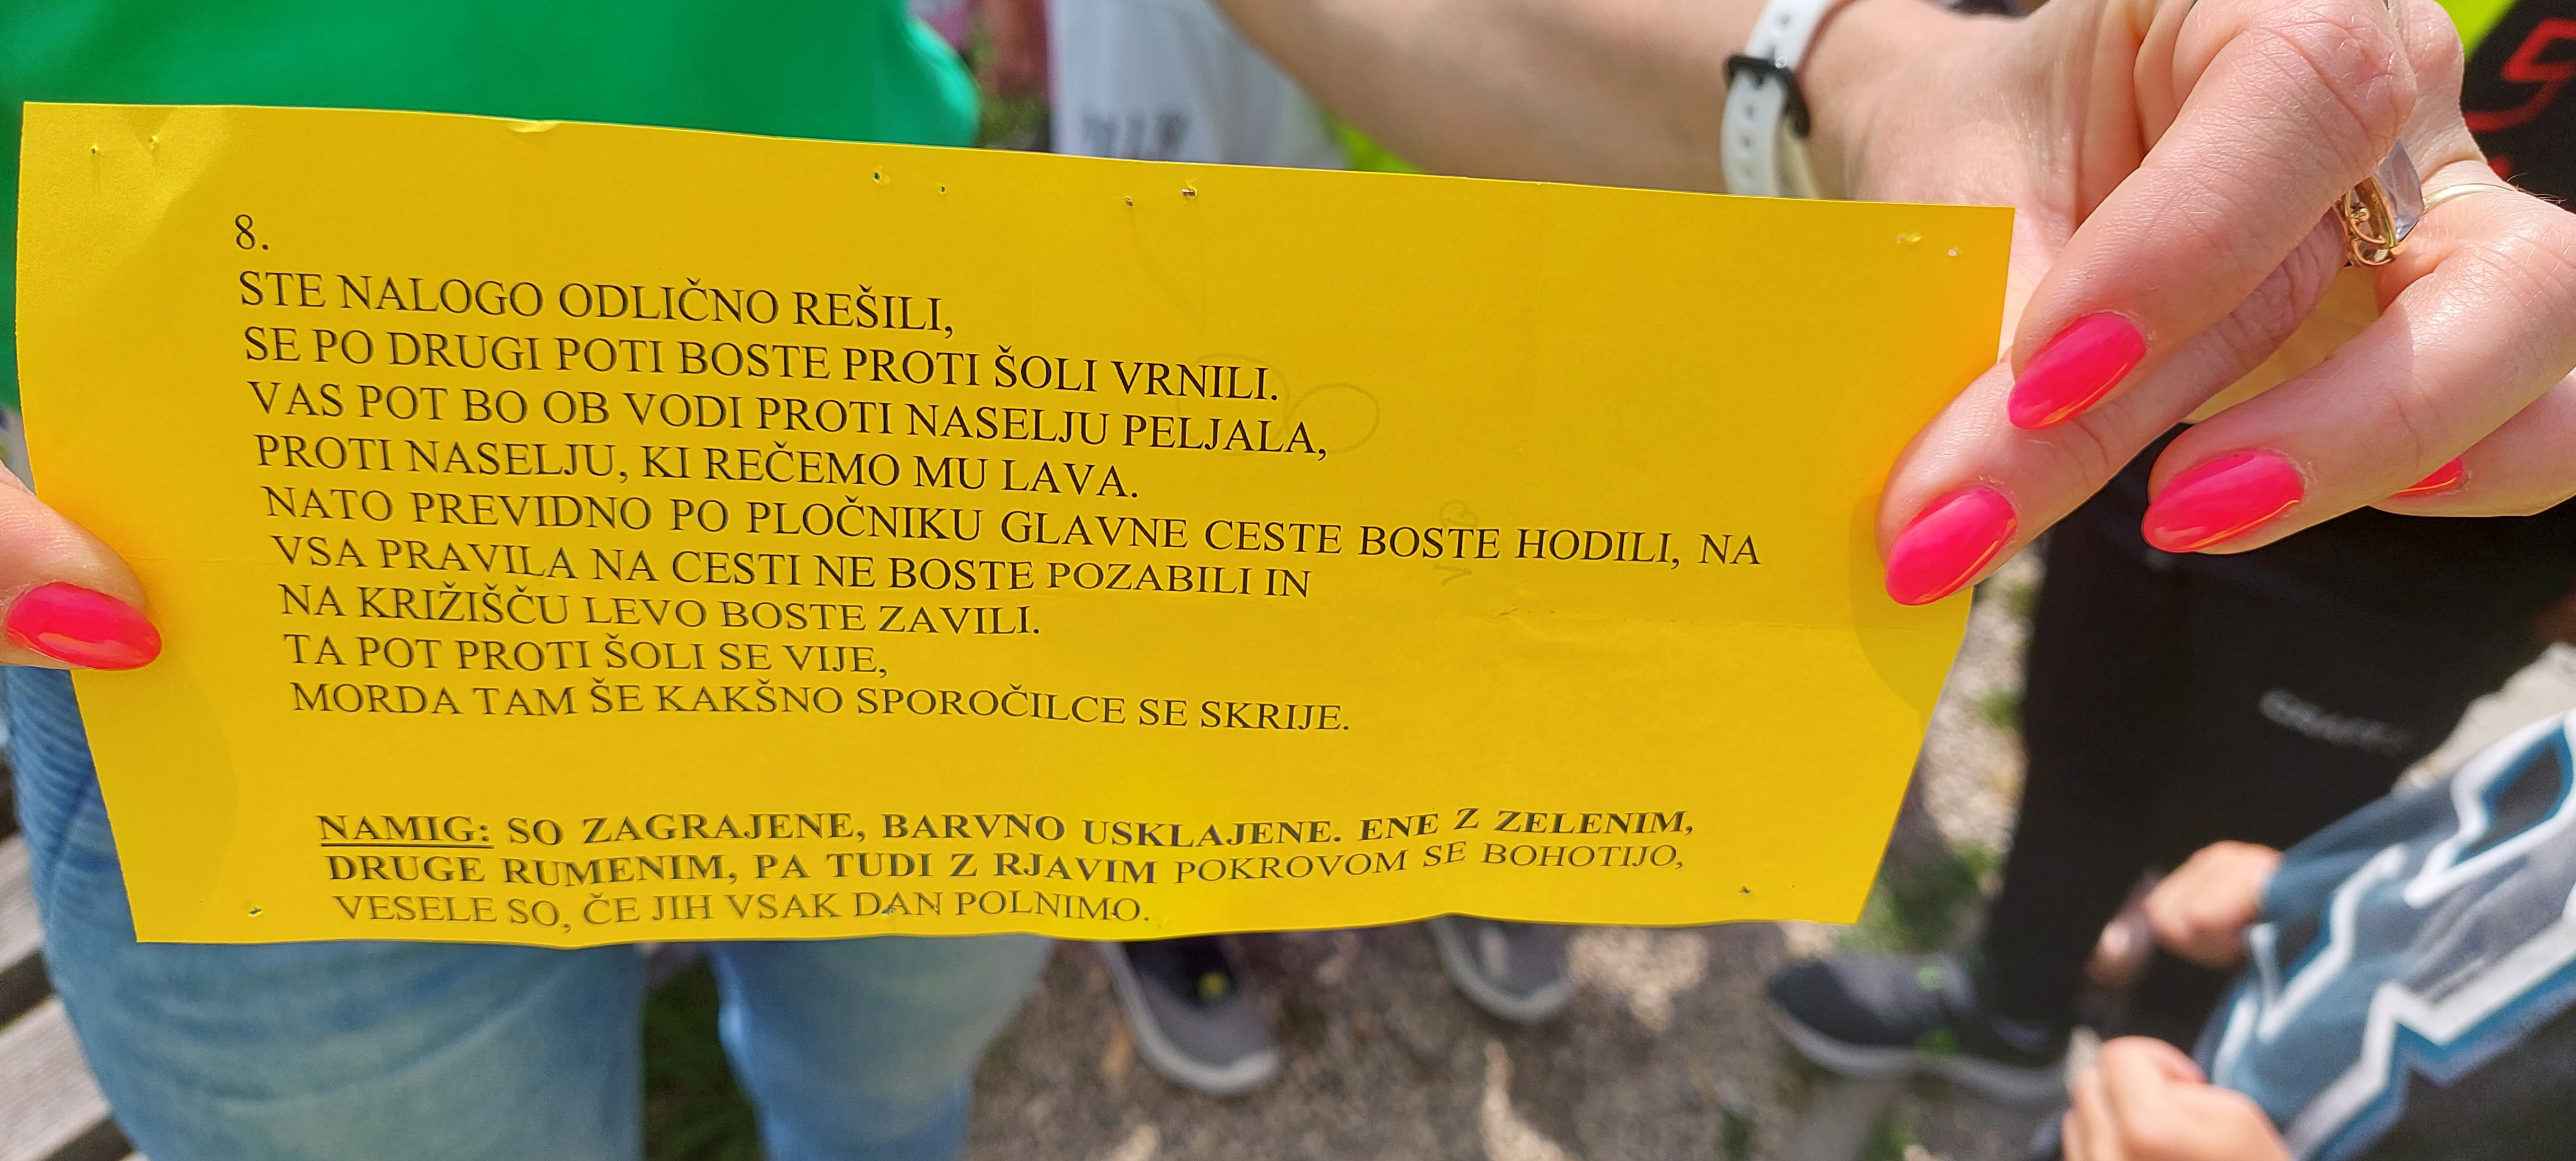 8.
STE NALOGO ODLIČNO REŠILI,
SE PO DRUGI POTI BOSTE PROTI ŠOLI VRNILI.
VAS POT BO OB VODI PROTI NASELJU PELJALA,
PROTI NASELJU, KI REČEMO MU LAVA.
NATO PREVIDNO PO PLOČNIKU GLAVNE CESTE BOSTE HODILI, NA
VSA PRAVILA NA CESTI NE BOSTE POZABILI IN
NA KRIŽIŠČU LEVO BOSTE ZAVILI.
TA POT PROTI ŠOLI SE VIJE,
MORDA TAM ŠE KAKŠNO SPOROČILCE SE SKRIJE.
NAMIG: SO ZAGRAJENE, BARVNO USKLAJENE. ENE Z ZELENIM,
DRUGE RUMENIM, PA TUDI Z RJAVIM POKROVOM SE BOHOTIJO,
VESELE SO, ČE JIH VSAK DAN POLNIMO.